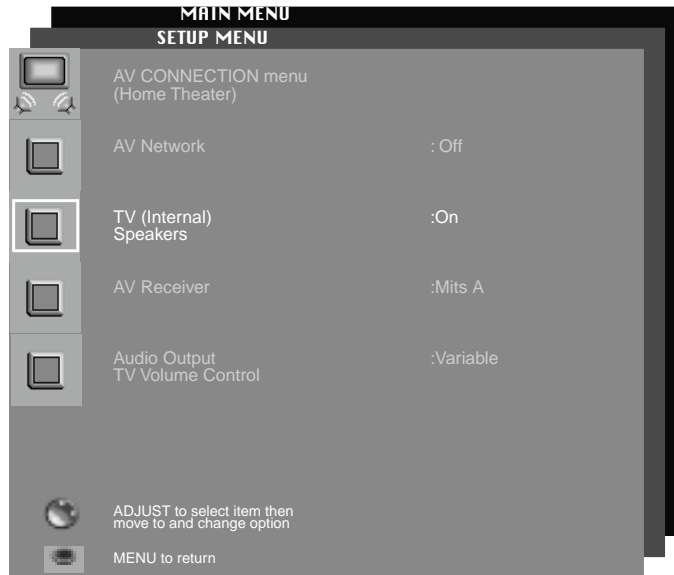 MAIN MENU
SETUP MENU
AV CONNECTION menu
(Home Theater)
AV Network : Off
TV (Internal) :On
Speakers
AV Receiver :Mits A
Audio Output :Variable
TV Volume Control
ADJUST to select item then
move to and change option
MENU to return